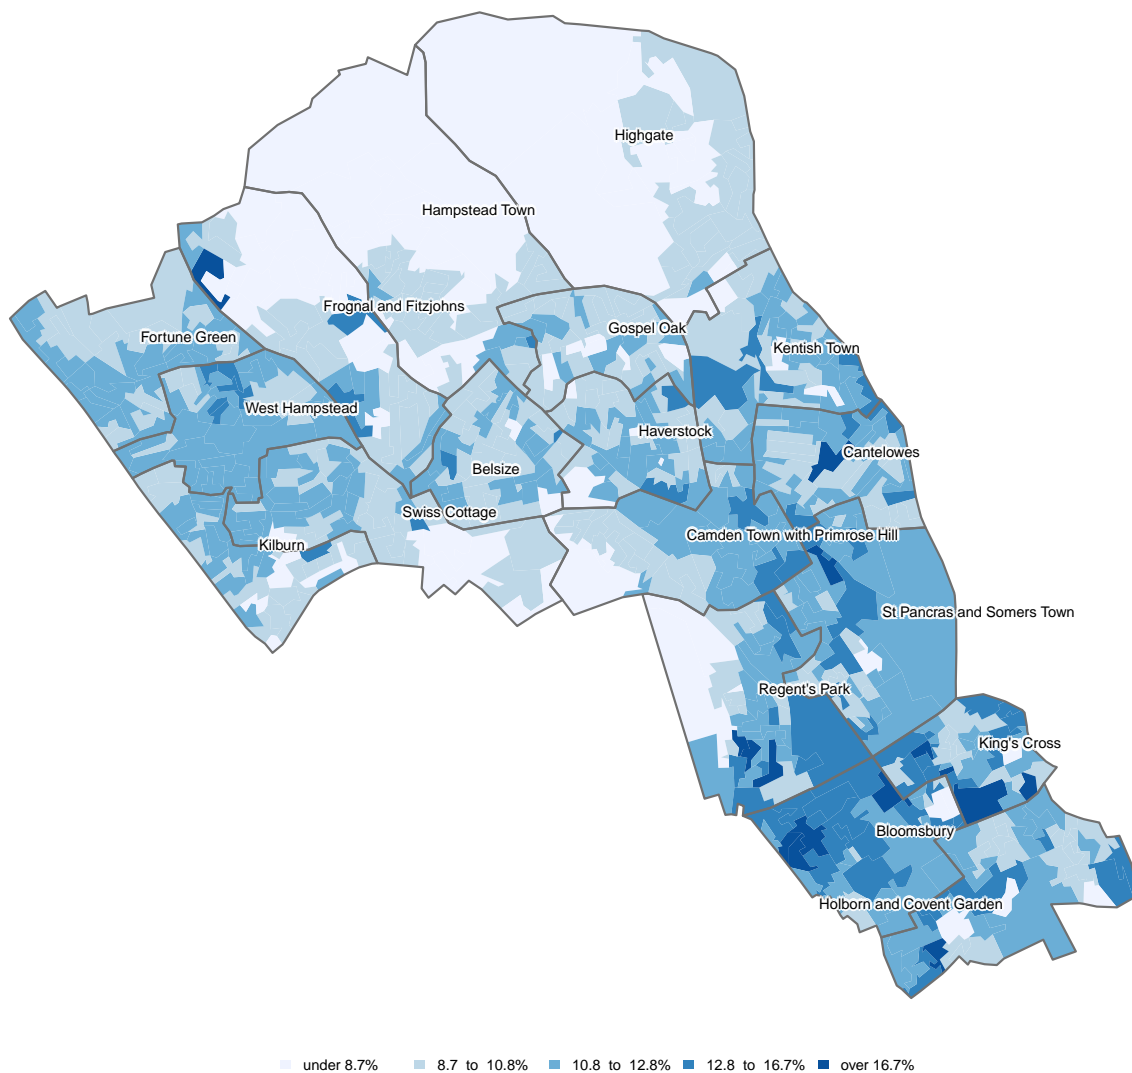 Highgate
Hampstead Town
Frognal and Fitzjohns
Gospel Oak
Fortune Green
Kentish Town
West Hampstead
Haverstock
Cantelowes
Belsize
Swiss Cottage
Camden Town with Primrose Hill
Kilburn
St Pancras and Somers Town
Regent's Park
King's Cross
Bloomsbury
Holborn and Covent Garden
under 8.7% 8.7 to 10.8% 10.8 to 12.8% 12.8 to 16.7% over 16.7%